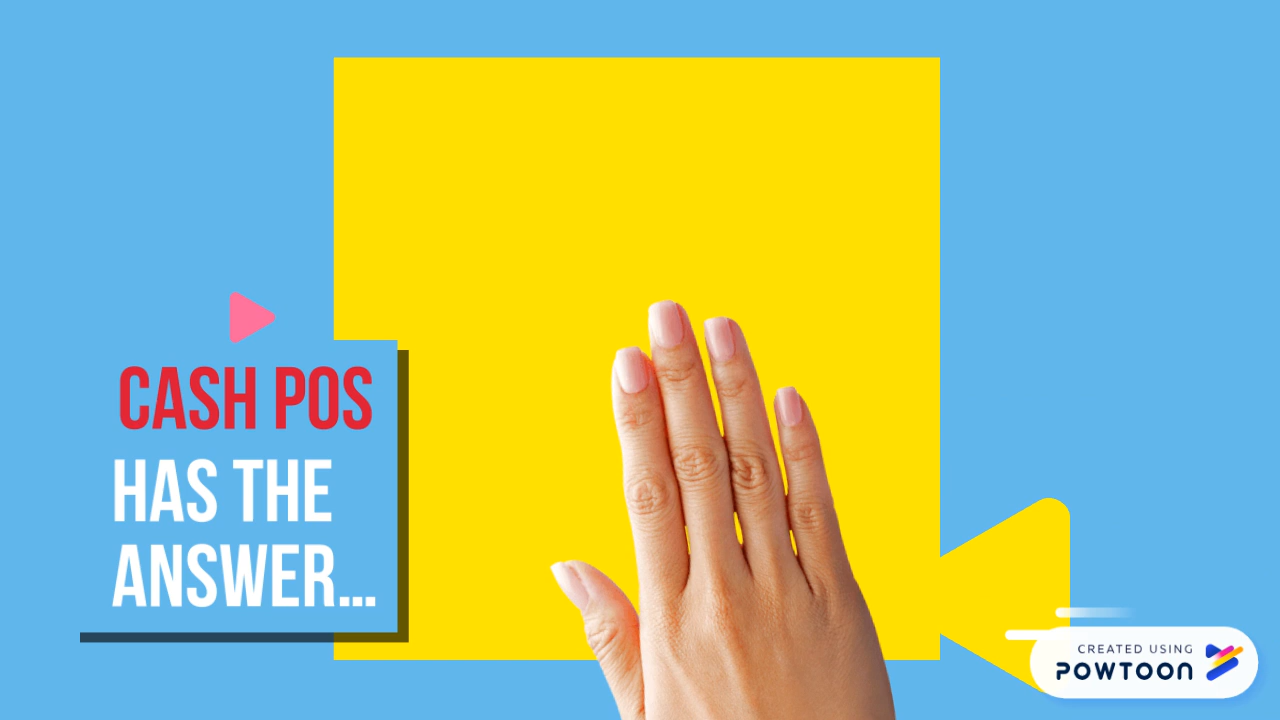 CASH POS
HAS THE
ANSWER...
CREATED USING
POWTOON